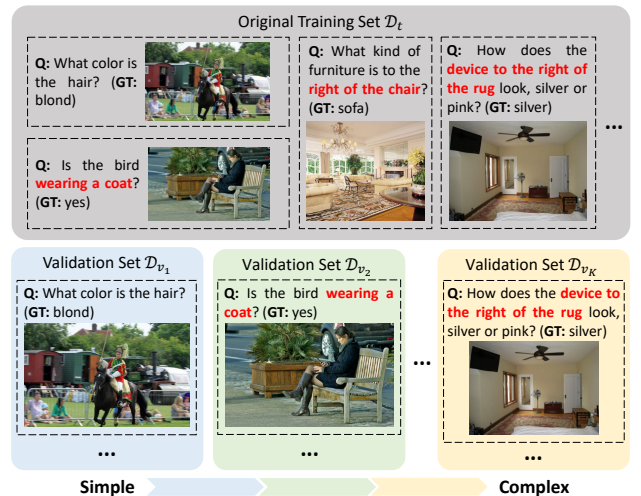 Original Training Set 𝒟ₜ
Q: What color is
the hair? (GT:
blond)
Q: Is the bird
wearing a coat?
(GT: yes)
Q: What kind of
furniture is to the
right of the chair?
(GT: sofa)
Q: How does the
device to the right of
the rug look, silver or
pink? (GT: silver)
...
Validation Set 𝒟ᵥ₁
Q: What color is the hair?
(GT: blond)
...
Validation Set 𝒟ᵥ₂
Q: Is the bird wearing a
coat? (GT: yes)
...
...
Validation Set 𝒟ᵥ_K
Q: How does the device to
the right of the rug look,
silver or pink? (GT: silver)
...
Simple
Complex